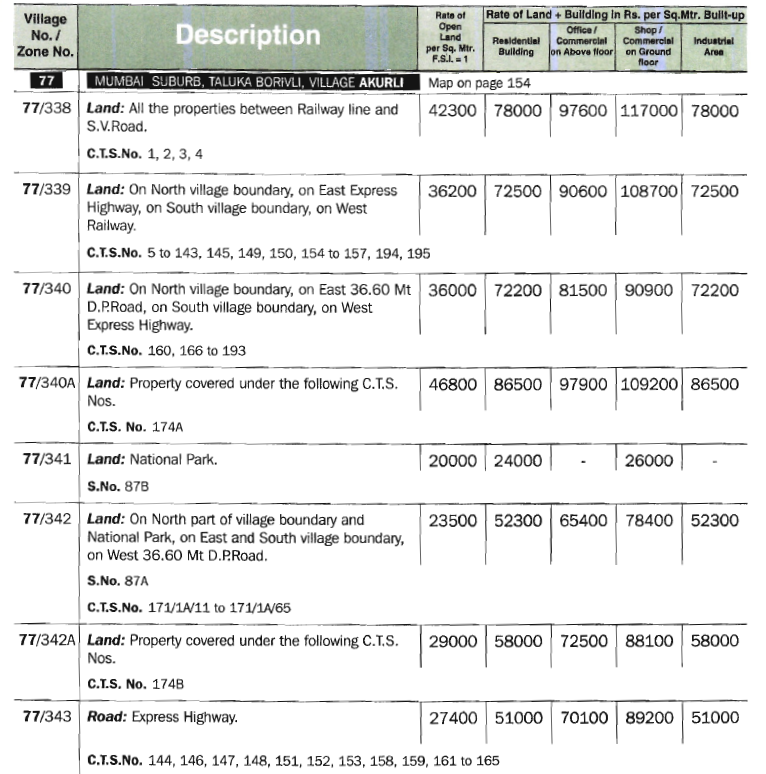 Village No. / Zone No. Description Rate of Open Land per Sq. Mtr. F.S.I. = 1 Rate of Land + Building in Rs. per Sq.Mtr. Built-up
Residential Building Office / Commercial on Above floor Shop / Commercial on Ground floor Industrial Area
77 MUMBAI SUBURB, TALUKA BORIVLI, VILLAGE AKURLI Map on page 154
77/338 Land: All the properties between Railway line and 42300 78000 97600 117000 78000
S.V.Road.
C.T.S.No. 1, 2, 3, 4
77/339 Land: On North village boundary, on East Express 36200 72500 90600 108700 72500
Highway, on South village boundary, on West
Railway.
C.T.S.No. 5 to 143, 145, 149, 150, 154 to 157, 194, 195
77/340 Land: On North village boundary, on East 36.60 Mt 36000 72200 81500 90900 72200
D.P.Road, on South village boundary, on West
Express Highway.
C.T.S.No. 160, 166 to 193
77/340A Land: Property covered under the following C.T.S. 46800 86500 97900 109200 86500
Nos.
C.T.S. No. 174A
77/341 Land: National Park. 20000 24000 - 26000 -
S.No. 87B
77/342 Land: On North part of village boundary and 23500 52300 65400 78400 52300
National Park, on East and South village boundary,
on West 36.60 Mt D.P.Road.
S.No. 87A
C.T.S.No. 171/1A/11 to 171/1A/65
77/342A Land: Property covered under the following C.T.S. 29000 58000 72500 88100 58000
Nos.
C.T.S. No. 174B
77/343 Road: Express Highway. 27400 51000 70100 89200 51000
C.T.S.No. 144, 146, 147, 148, 151, 152, 153, 158, 159, 161 to 165